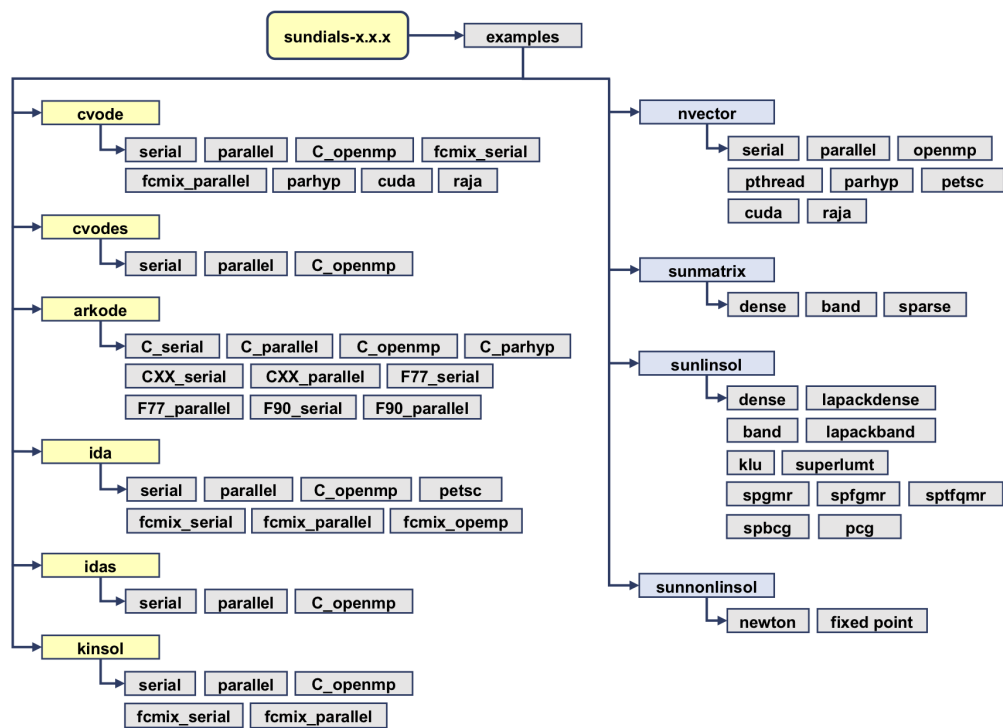 sundials-x.x.x examples
cvode
serial parallel C_openmp fcmix_serial
fcmix_parallel parhyp cuda raja
cvodes
serial parallel C_openmp
arkode
C_serial C_parallel C_openmp C_parhyp
CXX_serial CXX_parallel F77_serial
F77_parallel F90_serial F90_parallel
ida
serial parallel C_openmp petsc
fcmix_serial fcmix_parallel fcmix_opemp
idas
serial parallel C_openmp
kinsol
serial parallel C_openmp
fcmix_serial fcmix_parallel
nvector
serial parallel openmp
pthread parhyp petsc
cuda raja
sunmatrix
dense band sparse
sunlinsol
dense lapackdense
band lapackband
klu superlumt
spgmr spfgmr sptfqmr
spbcg pcg
sunnonlinsol
newton fixed point